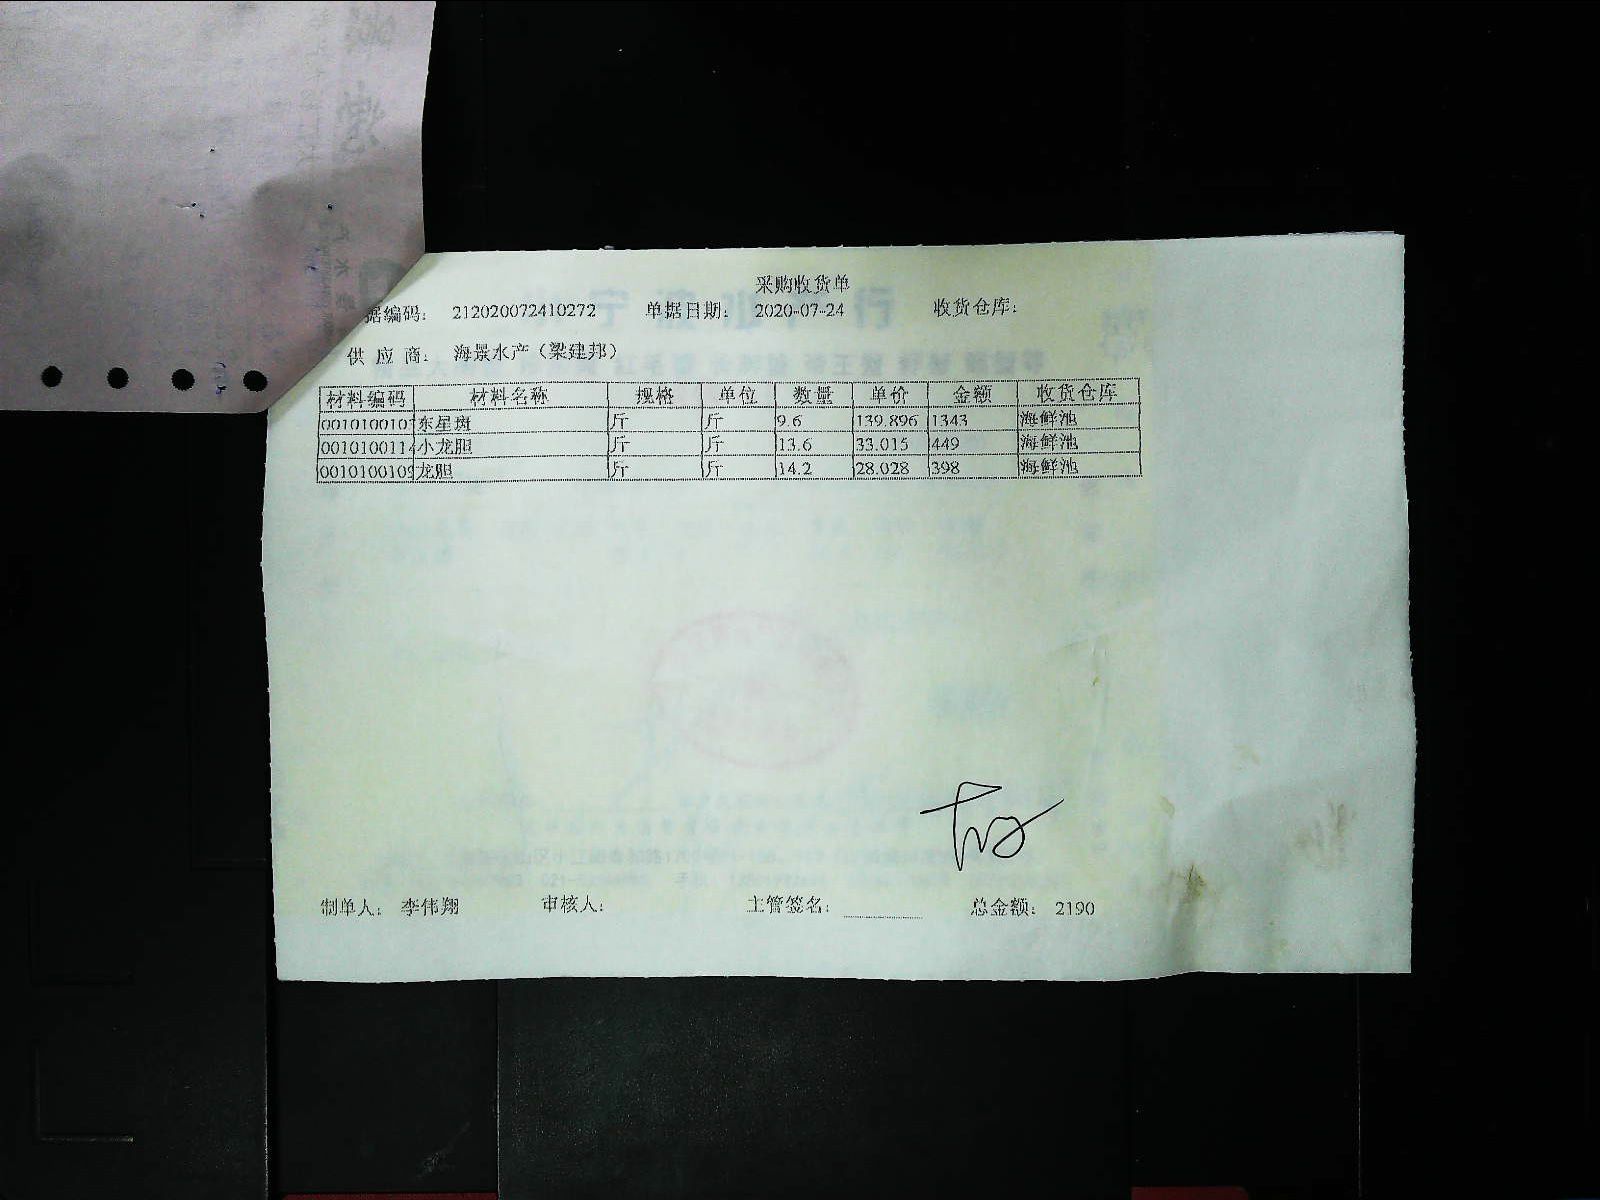 采购收货单
据编码： 212020072410272 单据日期： 2020-07-24 收货仓库：
供 应 商： 海景水产（梁建邦）
材料编码 材料名称 规格 单位 数量 单价 金额 收货仓库
0010100107 东星斑 斤 斤 9.6 139.896 1343 海鲜池
0010100114 小龙胆 斤 斤 13.6 33.015 449 海鲜池
0010100109 龙胆 斤 斤 14.2 28.028 398 海鲜池
制单人： 李伟翔 审核人： 主管签名： 总金额： 2190